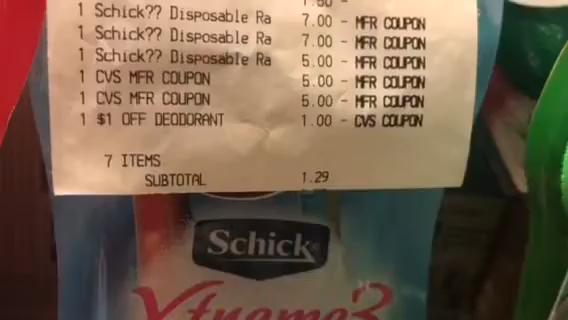 1 Schick?? Disposable Ra 7.00 - MFR COUPON
1 Schick?? Disposable Ra 7.00 - MFR COUPON
1 Schick?? Disposable Ra 5.00 - MFR COUPON
1 CVS MFR COUPON 5.00 - MFR COUPON
1 CVS MFR COUPON 5.00 - MFR COUPON
1 $1 OFF DEODORANT 1.00 - CVS COUPON
7 ITEMS
SUBTOTAL 1.29
Schick®
Xtreme3